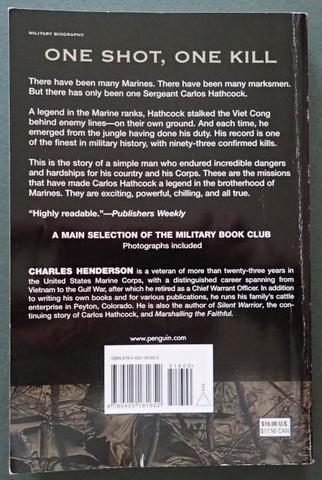 MILITARY BIOGRAPHY
ONE SHOT, ONE KILL
There have been many Marines. There have been many marksmen.
But there has only been one Sergeant Carlos Hathcock.
A legend in the Marine ranks, Hathcock stalked the Viet Cong
behind enemy lines—on their own ground. And each time, he
emerged from the jungle having done his duty. His record is one
of the finest in military history, with ninety-three confirmed kills.
This is the story of a simple man who endured incredible dangers
and hardships for his country and his Corps. These are the missions
that have made Carlos Hathcock a legend in the brotherhood of
Marines. They are exciting, powerful, chilling, and all true.
"Highly readable."—Publishers Weekly
A MAIN SELECTION OF THE MILITARY BOOK CLUB
Photographs included
CHARLES HENDERSON is a veteran of more than twenty-three years in
the United States Marine Corps, with a distinguished career spanning from
Vietnam to the Gulf War, after which he retired as a Chief Warrant Officer. In addition
to writing his own books and for various publications, he runs his family's cattle
enterprise in Peyton, Colorado. He is also the author of Silent Warrior, the con-
tinuing story of Carlos Hathcock, and Marshalling the Faithful.
www.penguin.com
ISBN 978-0-425-18165-2
51600>
9 780425 181652
$16.00 U.S.
$17.50 CAN